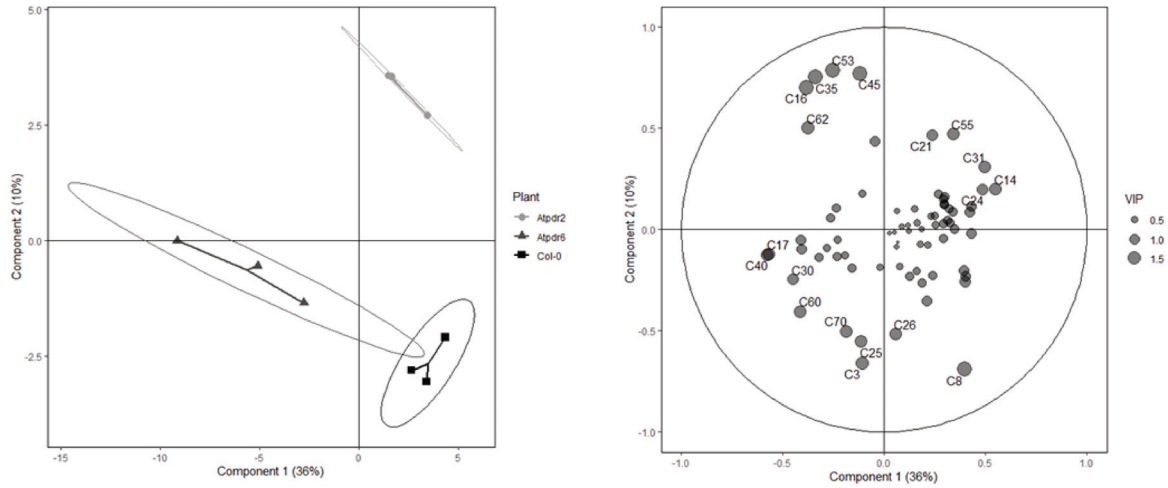 5.0
2.5
0.0
-2.5
Component 2 (10%)
-15
-10
-5
0
5
Component 1 (36%)
Plant
Atpdr2
Atpdr6
Col-0
1.0
0.5
0.0
-0.5
-1.0
Component 2 (10%)
C53
C45
C35
C16
C62
C55
C21
C31
C14
C24
C17
C40
C30
C60
C70
C26
C25
C3
C8
-1.0
-0.5
0.0
0.5
1.0
Component 1 (36%)
VIP
0.5
1.0
1.5